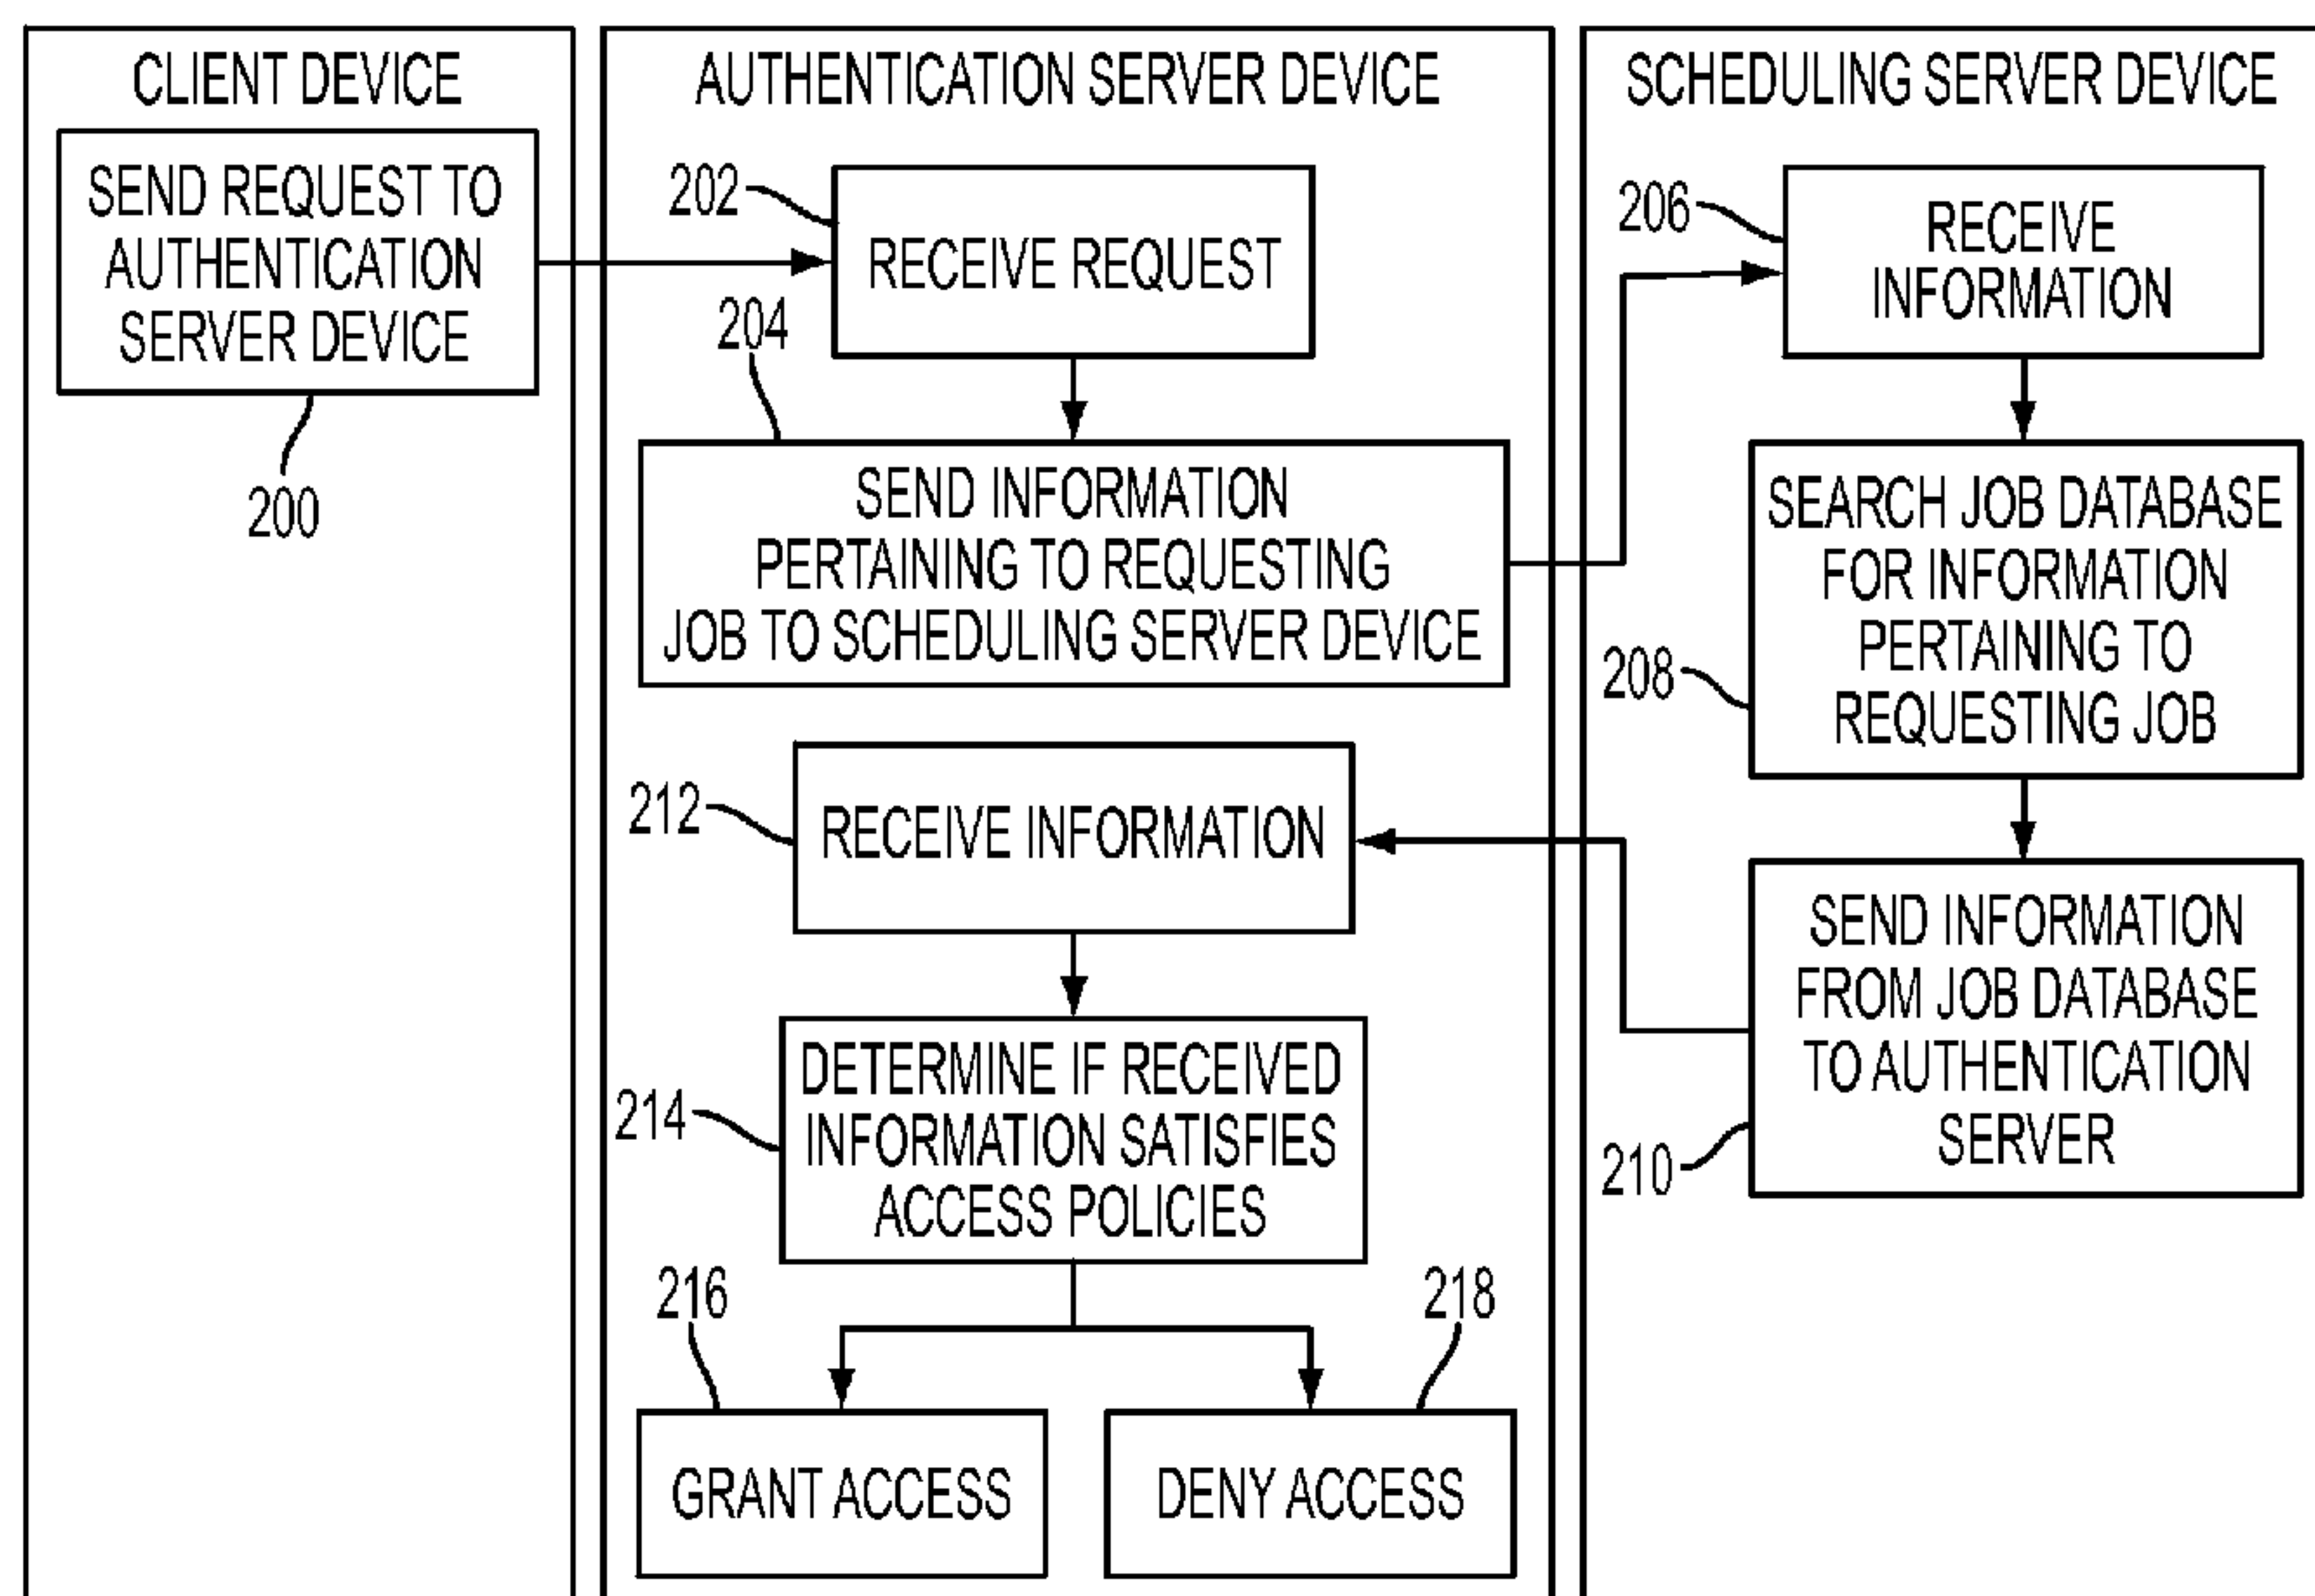 CLIENT DEVICE
SEND REQUEST TO
AUTHENTICATION
SERVER DEVICE
200
AUTHENTICATION SERVER DEVICE
202
RECEIVE REQUEST
204
SEND INFORMATION
PERTAINING TO REQUESTING
JOB TO SCHEDULING SERVER DEVICE
212
RECEIVE INFORMATION
214
DETERMINE IF RECEIVED
INFORMATION SATISFIES
ACCESS POLICIES
216
GRANT ACCESS
218
DENY ACCESS
SCHEDULING SERVER DEVICE
206
RECEIVE
INFORMATION
SEARCH JOB DATABASE
FOR INFORMATION
PERTAINING TO
REQUESTING JOB
208
SEND INFORMATION
FROM JOB DATABASE
TO AUTHENTICATION
SERVER
210